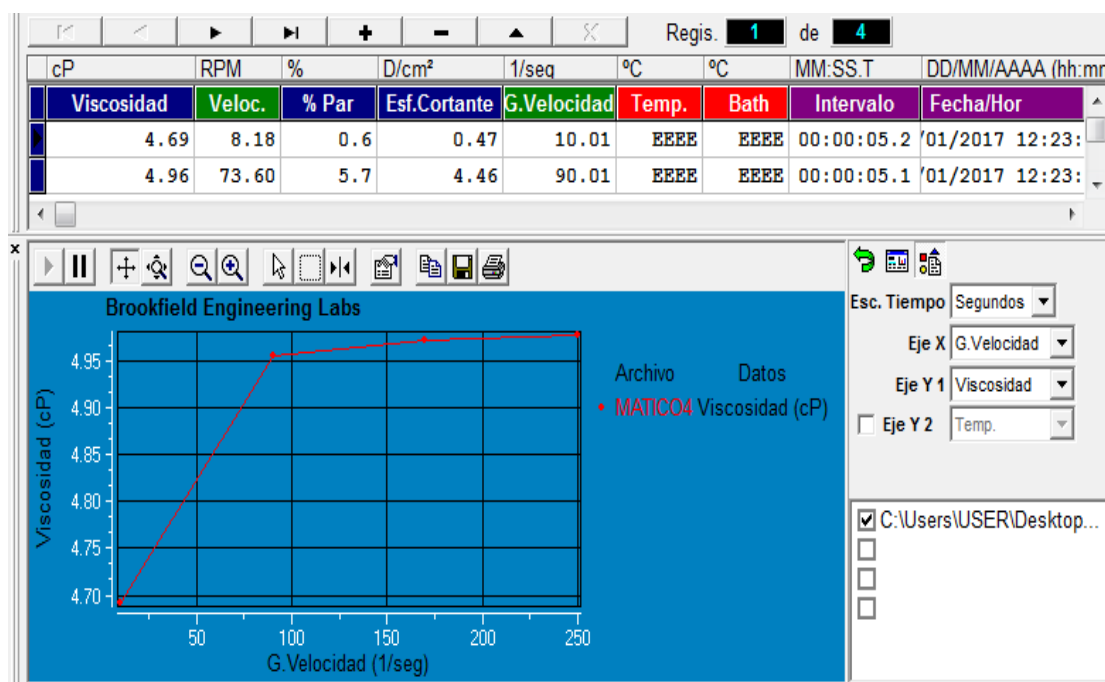 Regis. 1 de 4
cP RPM % D/cm² 1/seg ºC ºC MM:SS.T DD/MM/AAAA (hh:mm
Viscosidad Veloc. % Par Esf.Cortante G.Velocidad Temp. Bath Intervalo Fecha/Hor
4.69 8.18 0.6 0.47 10.01 EEEE EEEE 00:00:05.2 /01/2017 12:23:
4.96 73.60 5.7 4.46 90.01 EEEE EEEE 00:00:05.1 /01/2017 12:23:
Brookfield Engineering Labs
Viscosidad (cP)
4.95
4.90
4.85
4.80
4.75
4.70
50 100 150 200 250
G.Velocidad (1/seg)
Archivo Datos
MATICO4 Viscosidad (cP)
Esc. Tiempo Segundos
Eje X G.Velocidad
Eje Y 1 Viscosidad
Eje Y 2 Temp.
C:\Users\USER\Desktop...